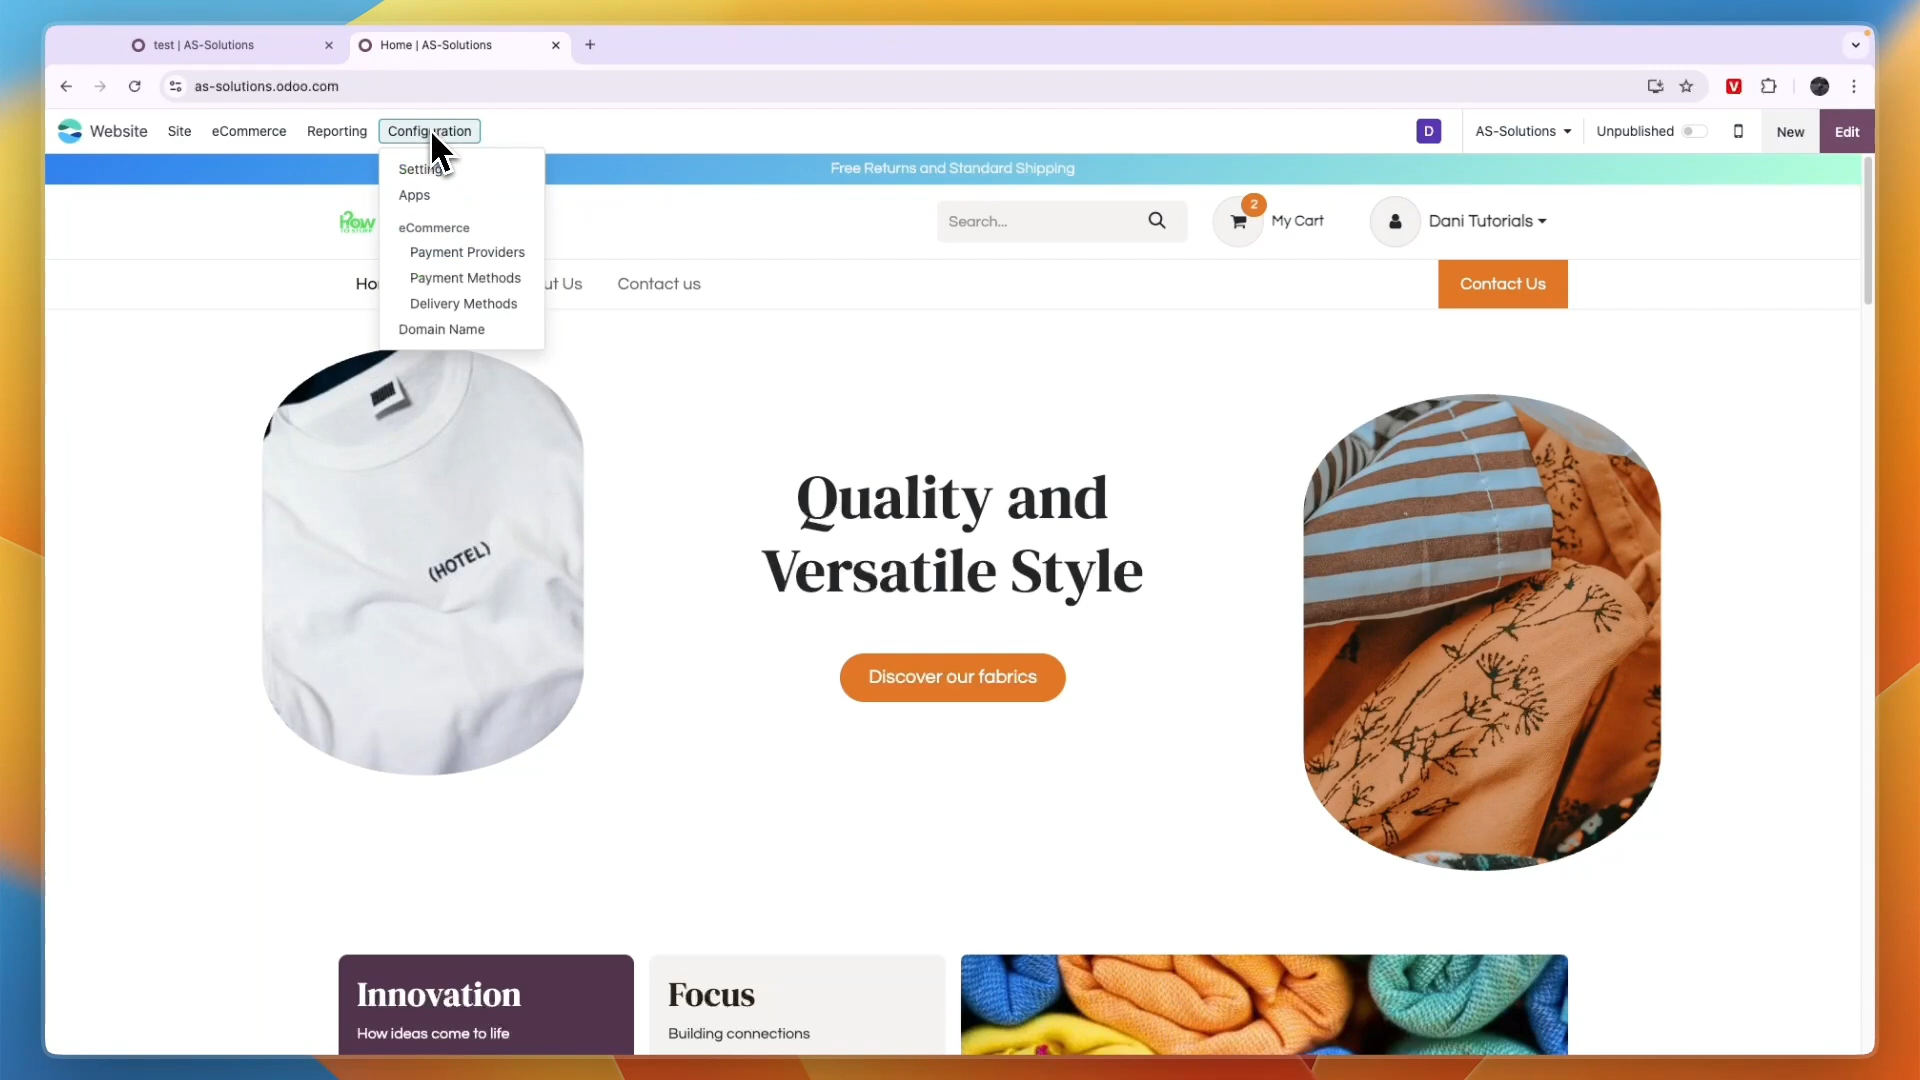 test | AS-Solutions
Home | AS-Solutions
as-solutions.odoo.com
V
Website
Site
eCommerce
Reporting
Configuration
D
AS-Solutions
Unpublished
New
Edit
Settings
Apps
eCommerce
Payment Providers
Payment Methods
Delivery Methods
Domain Name
Free Returns and Standard Shipping
HOW
TO STUFF
Search...
2
My Cart
Dani Tutorials
Ho
ut Us
Contact us
Contact Us
(HOTEL)
Quality and
Versatile Style
Discover our fabrics
Innovation
How ideas come to life
Focus
Building connections